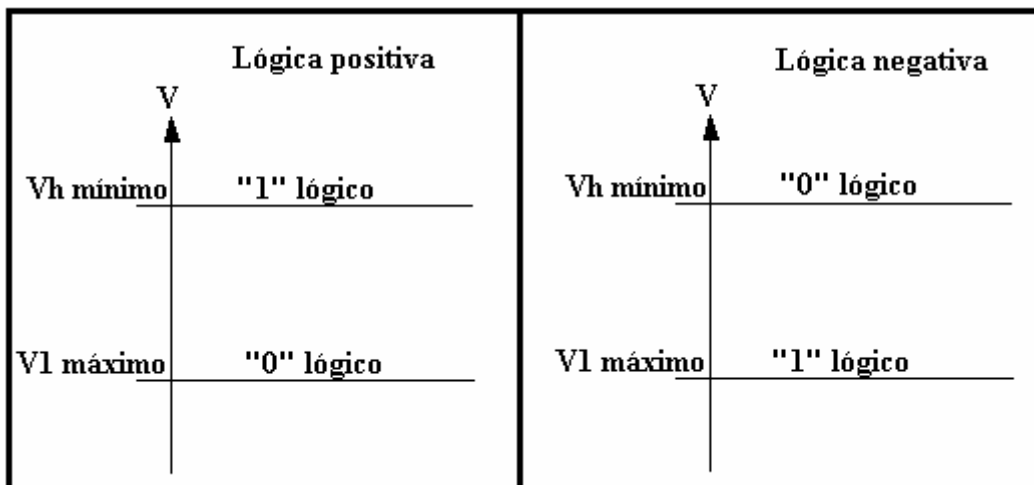 Lógica positiva
V
Vh mínimo
"1" lógico
Vl máximo
"0" lógico
Lógica negativa
V
Vh mínimo
"0" lógico
Vl máximo
"1" lógico